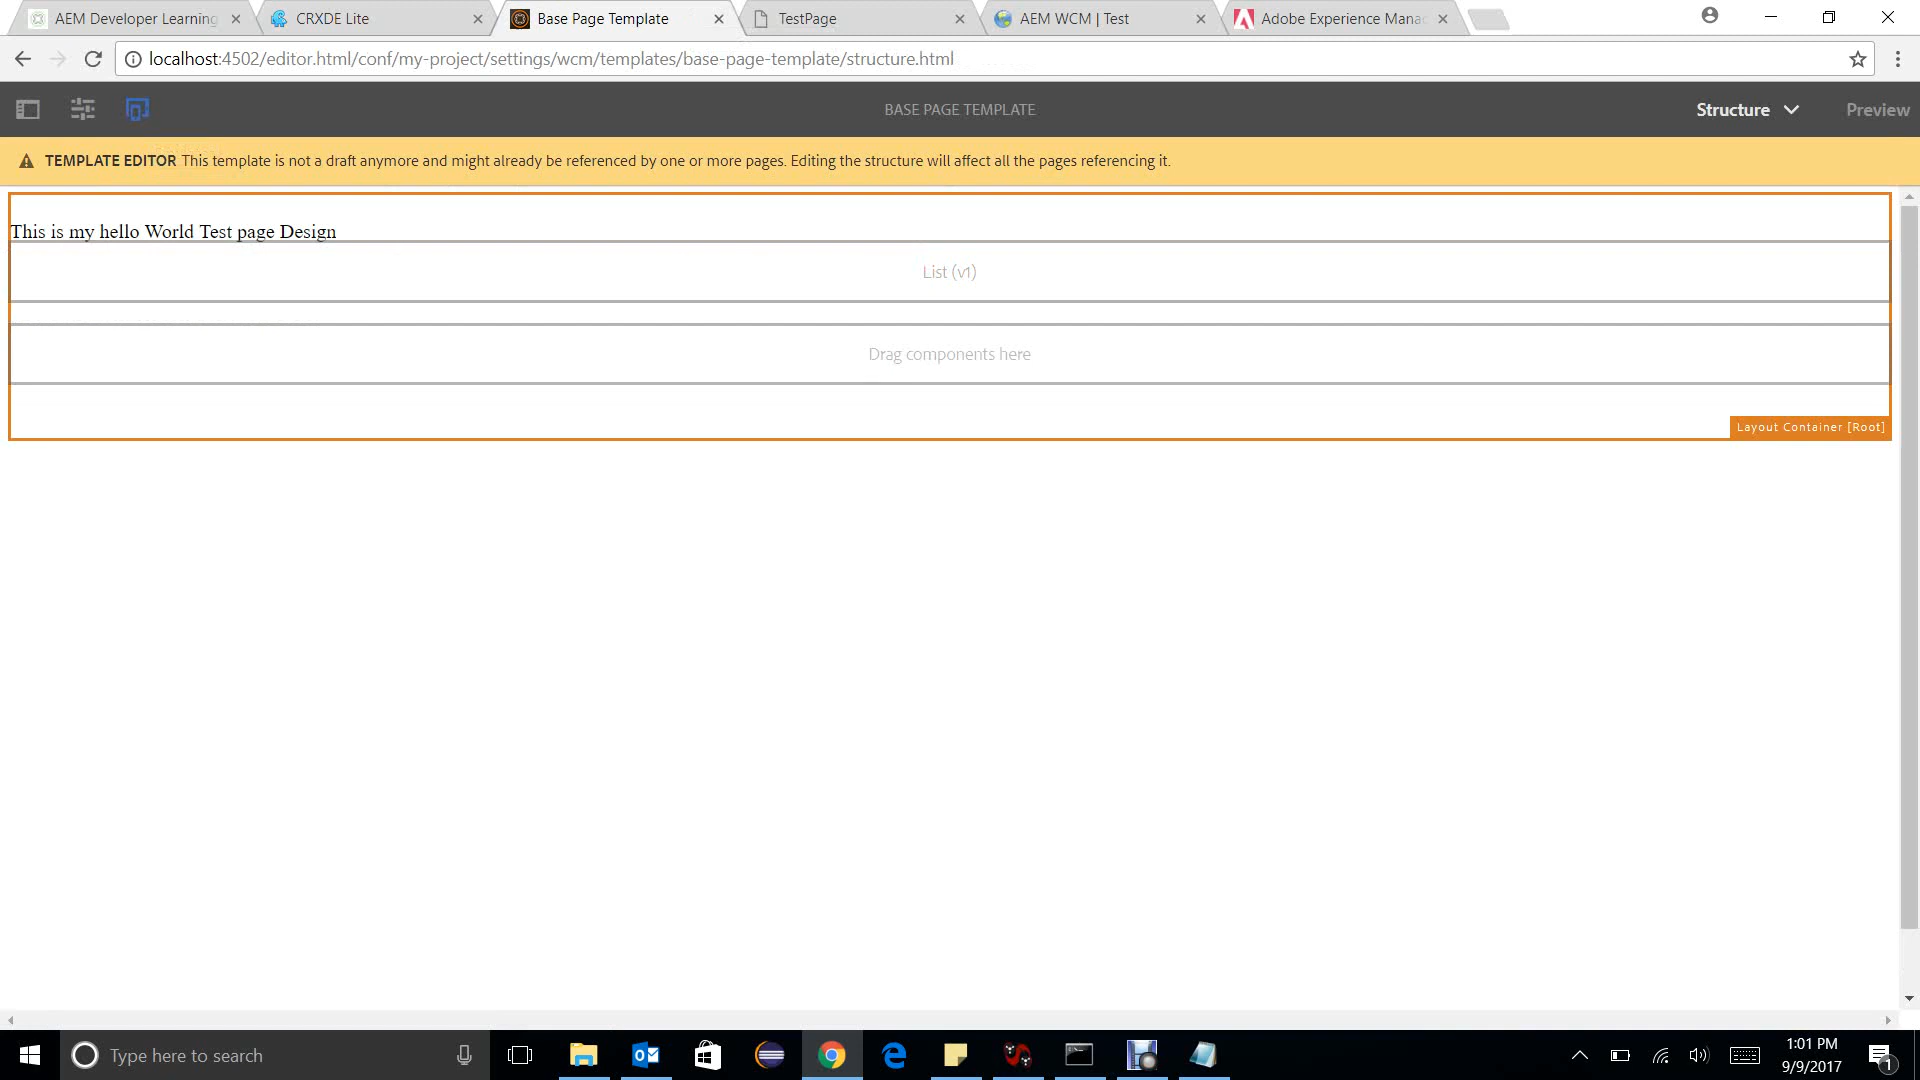 AEM Developer Learning
CRXDE Lite
Base Page Template
TestPage
AEM WCM | Test
Adobe Experience Mana
localhost:4502/editor.html/conf/my-project/settings/wcm/templates/base-page-template/structure.html
BASE PAGE TEMPLATE
Structure
Preview
TEMPLATE EDITOR This template is not a draft anymore and might already be referenced by one or more pages. Editing the structure will affect all the pages referencing it.
This is my hello World Test page Design
List (v1)
Drag components here
Layout Container [Root]
Type here to search
1:01 PM
9/9/2017
1